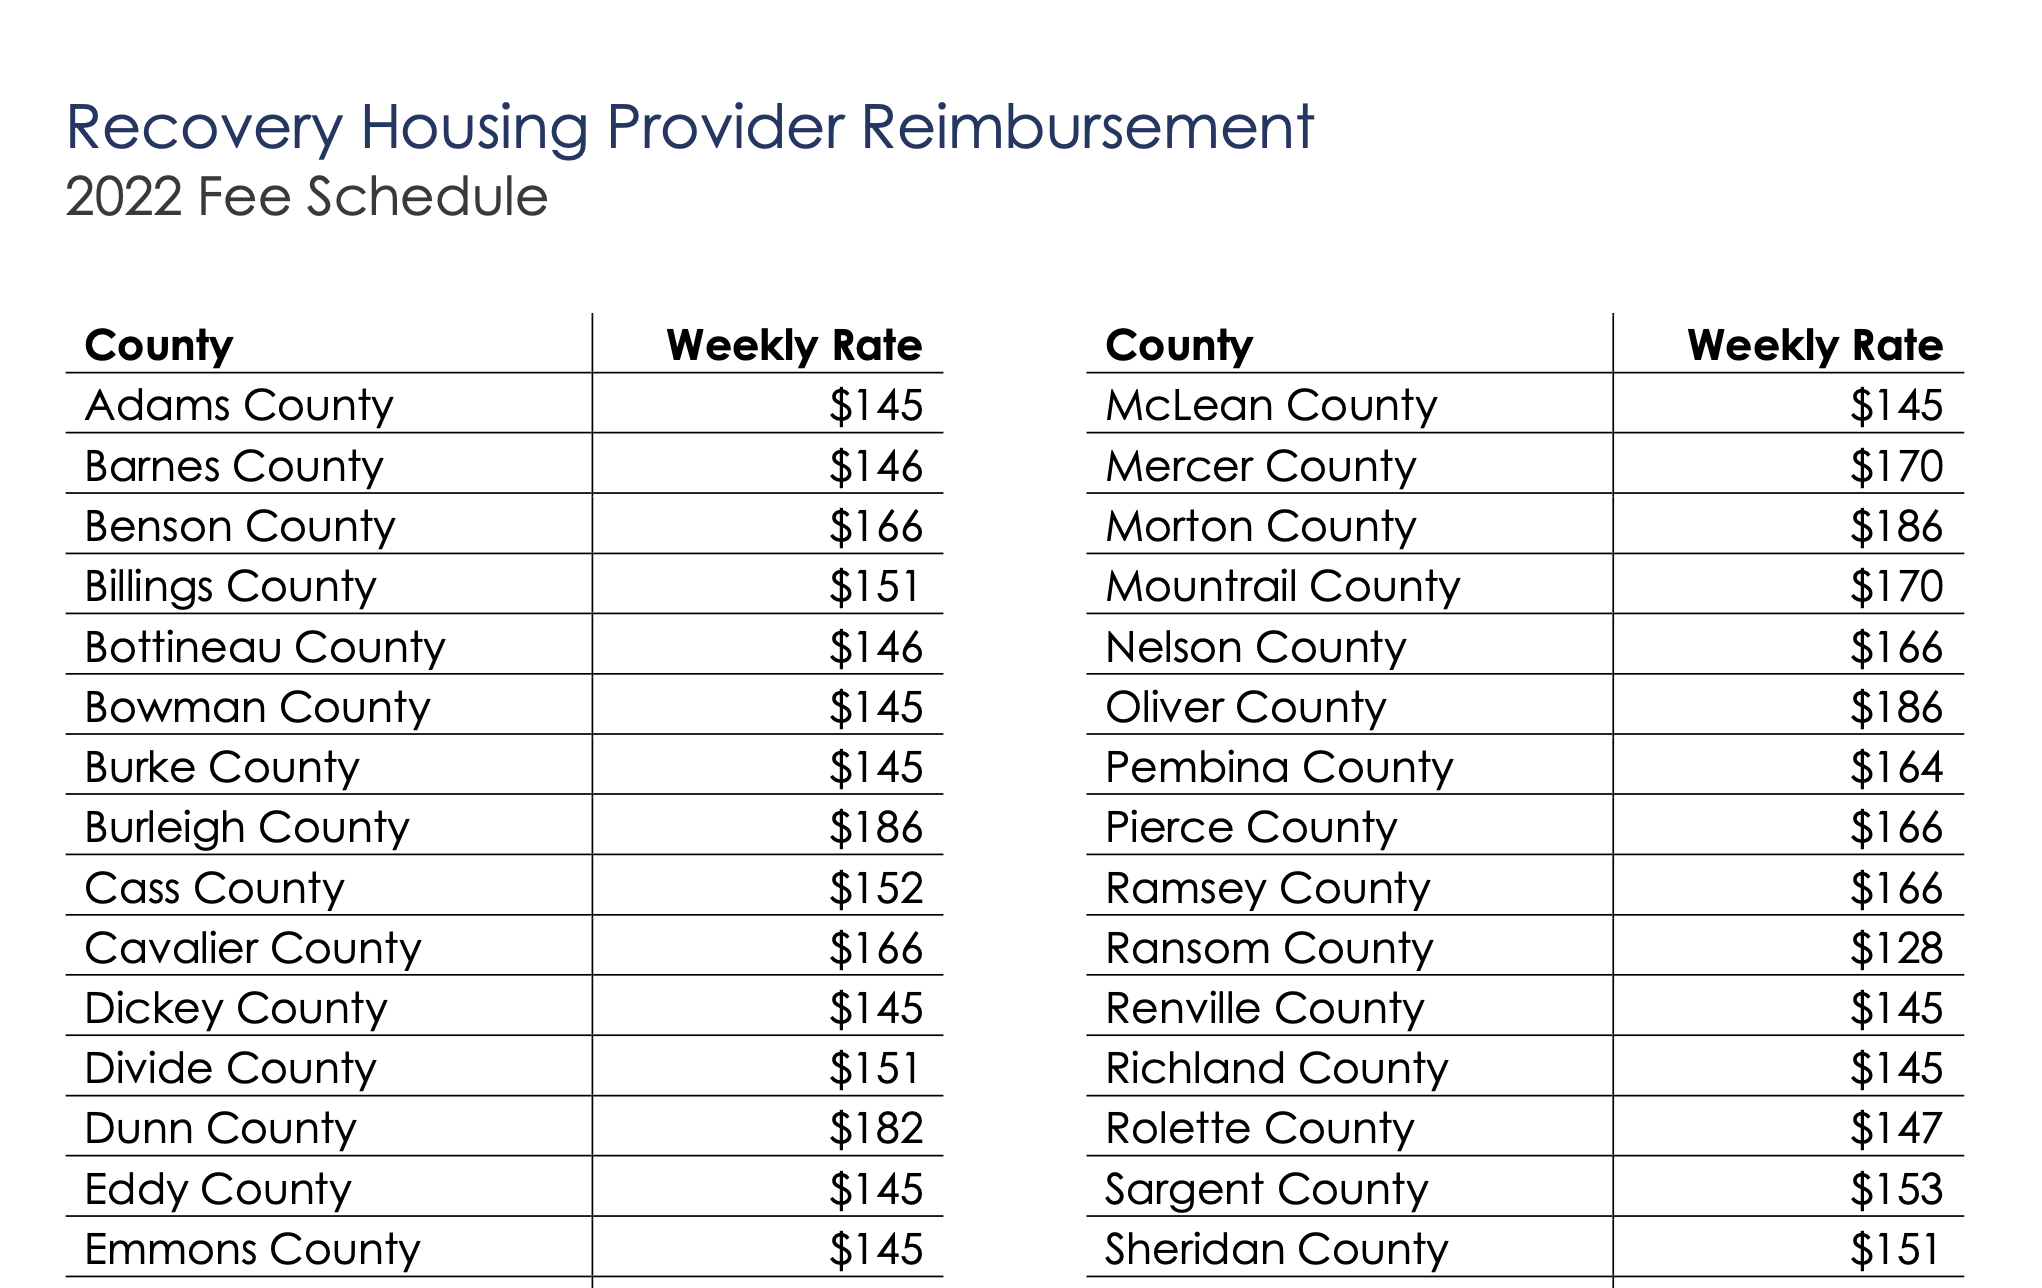 Recovery Housing Provider Reimbursement
2022 Fee Schedule
County Weekly Rate
Adams County $145
Barnes County $146
Benson County $166
Billings County $151
Bottineau County $146
Bowman County $145
Burke County $145
Burleigh County $186
Cass County $152
Cavalier County $166
Dickey County $145
Divide County $151
Dunn County $182
Eddy County $145
Emmons County $145
County Weekly Rate
McLean County $145
Mercer County $170
Morton County $186
Mountrail County $170
Nelson County $166
Oliver County $186
Pembina County $164
Pierce County $166
Ramsey County $166
Ransom County $128
Renville County $145
Richland County $145
Rolette County $147
Sargent County $153
Sheridan County $151